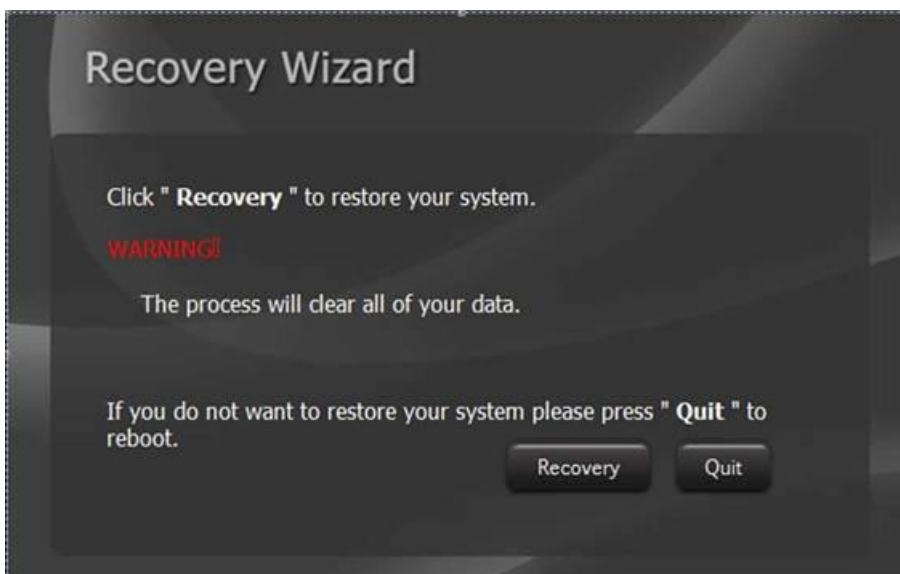 Recovery Wizard
Click " Recovery " to restore your system.
WARNING
The process will clear all of your data.
If you do not want to restore your system please press " Quit " to
reboot.
Recovery Quit